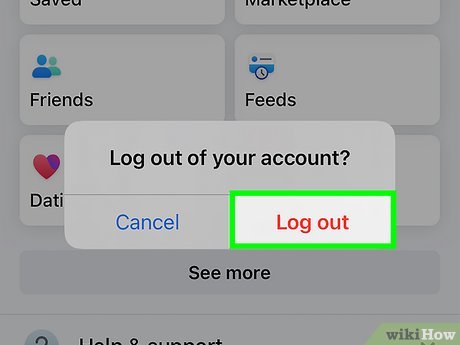 Saved
Marketplace
Friends
Feeds
Log out of your account?
Dati
Cancel
Log out
See more
Help & support
wikiHow